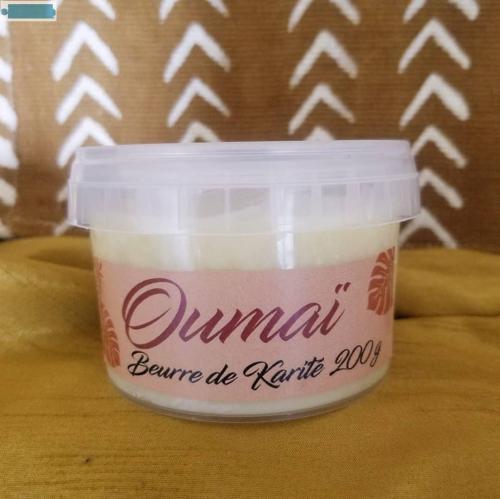 Oumaï
Beurre de Karité 200g